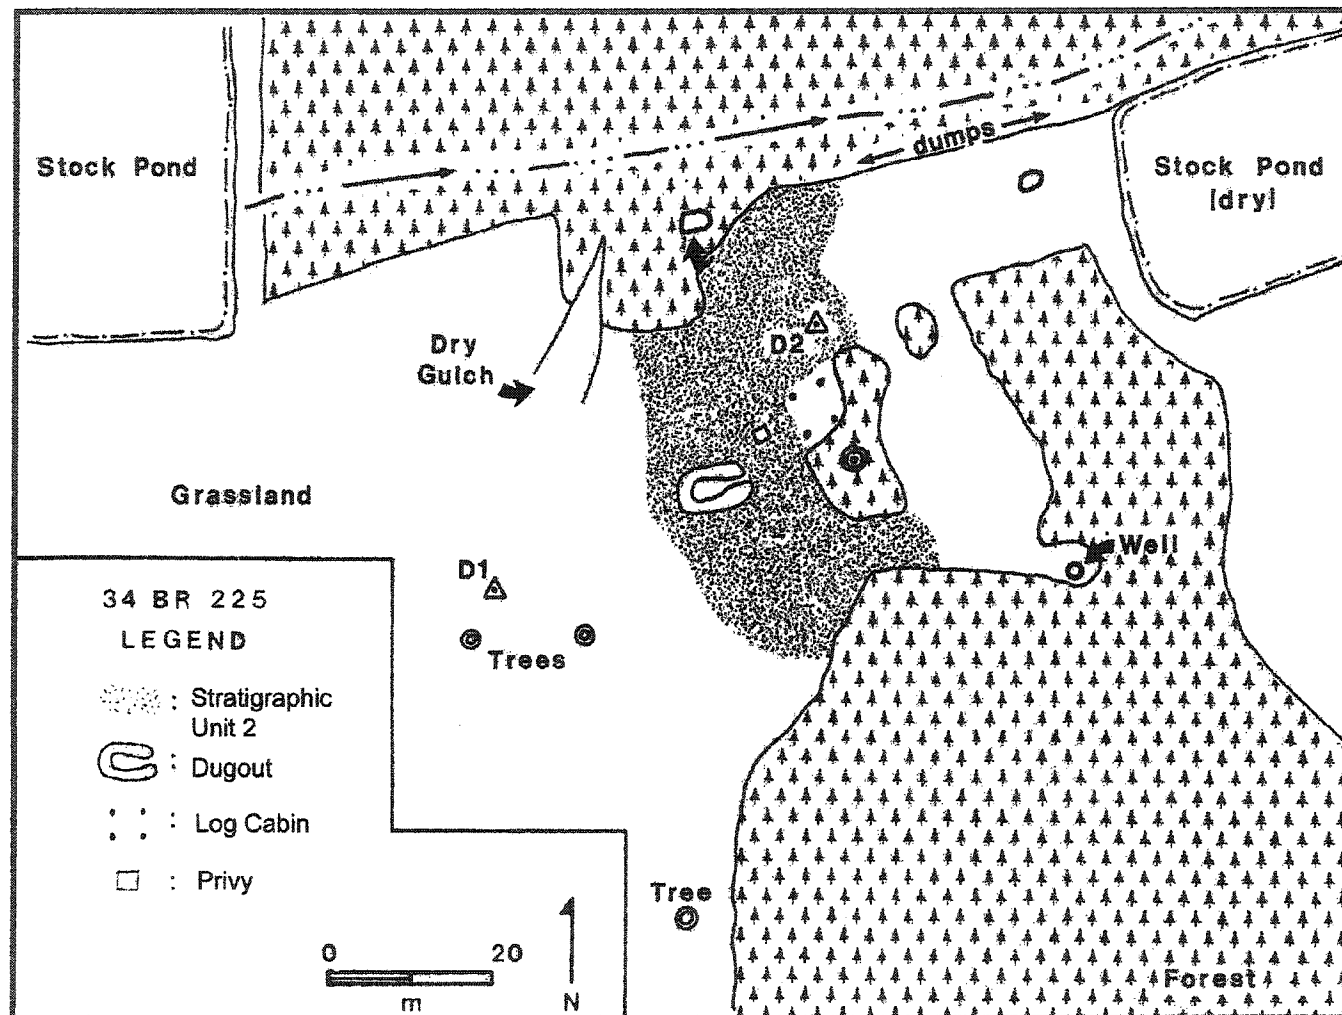 dumps
Stock Pond
Stock Pond
[dry]
Dry
Gulch
D2
Grassland
Well
D1
Trees
34 BR 225
LEGEND
: Stratigraphic
Unit 2
: Dugout
: Log Cabin
: Privy
Tree
0 20
m
N
Forest